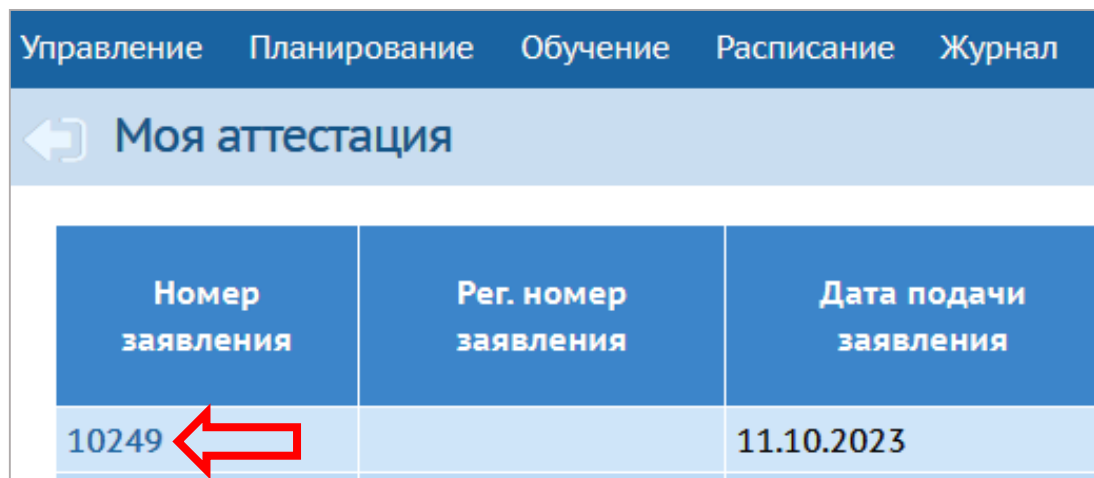 Управление Планирование Обучение Расписание Журнал
Моя аттестация
Номер заявления Рег. номер заявления Дата подачи заявления
10249 11.10.2023